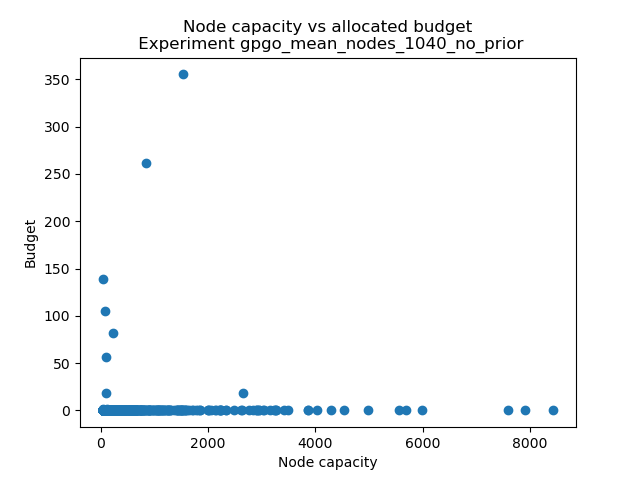 Node capacity vs allocated budget
Experiment gpgo_mean_nodes_1040_no_prior
350
300
250
200
150
100
50
0
Budget
0 2000 4000 6000 8000
Node capacity